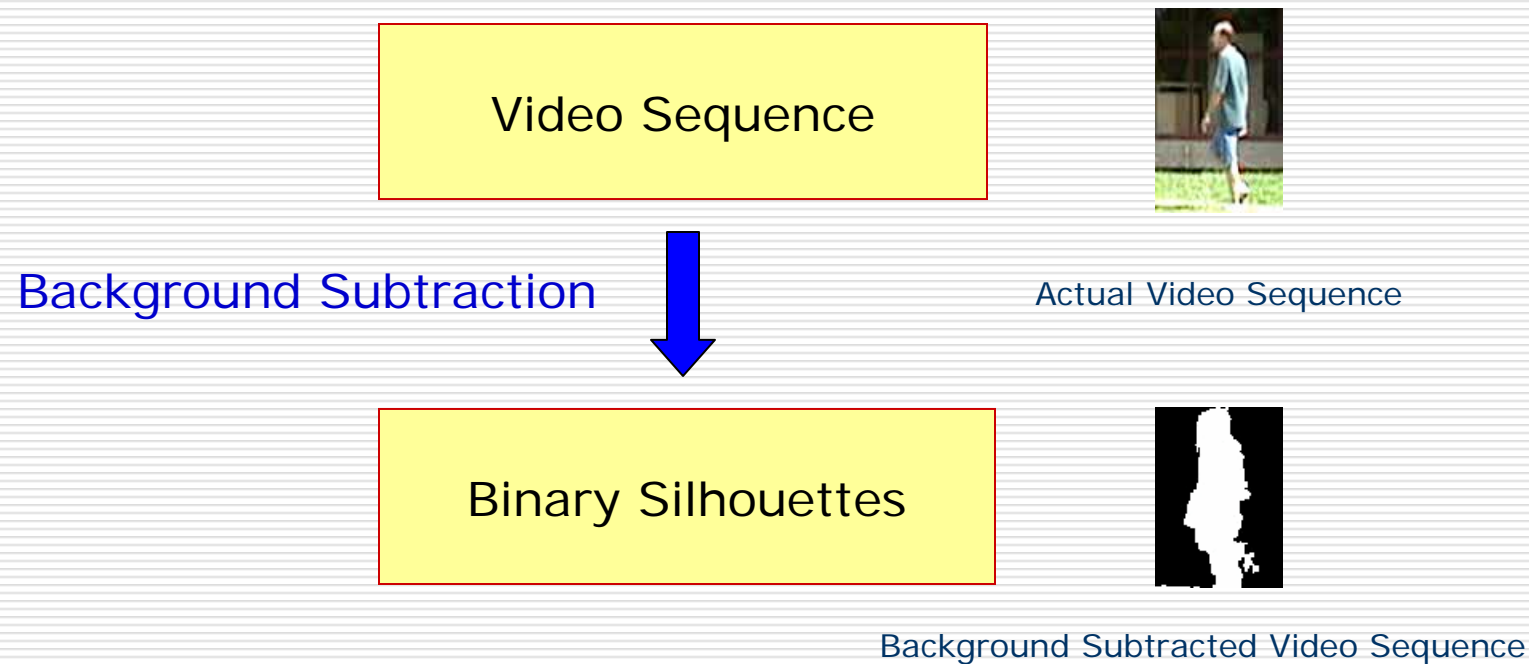 Video Sequence
Background Subtraction
Actual Video Sequence
Binary Silhouettes
Background Subtracted Video Sequence